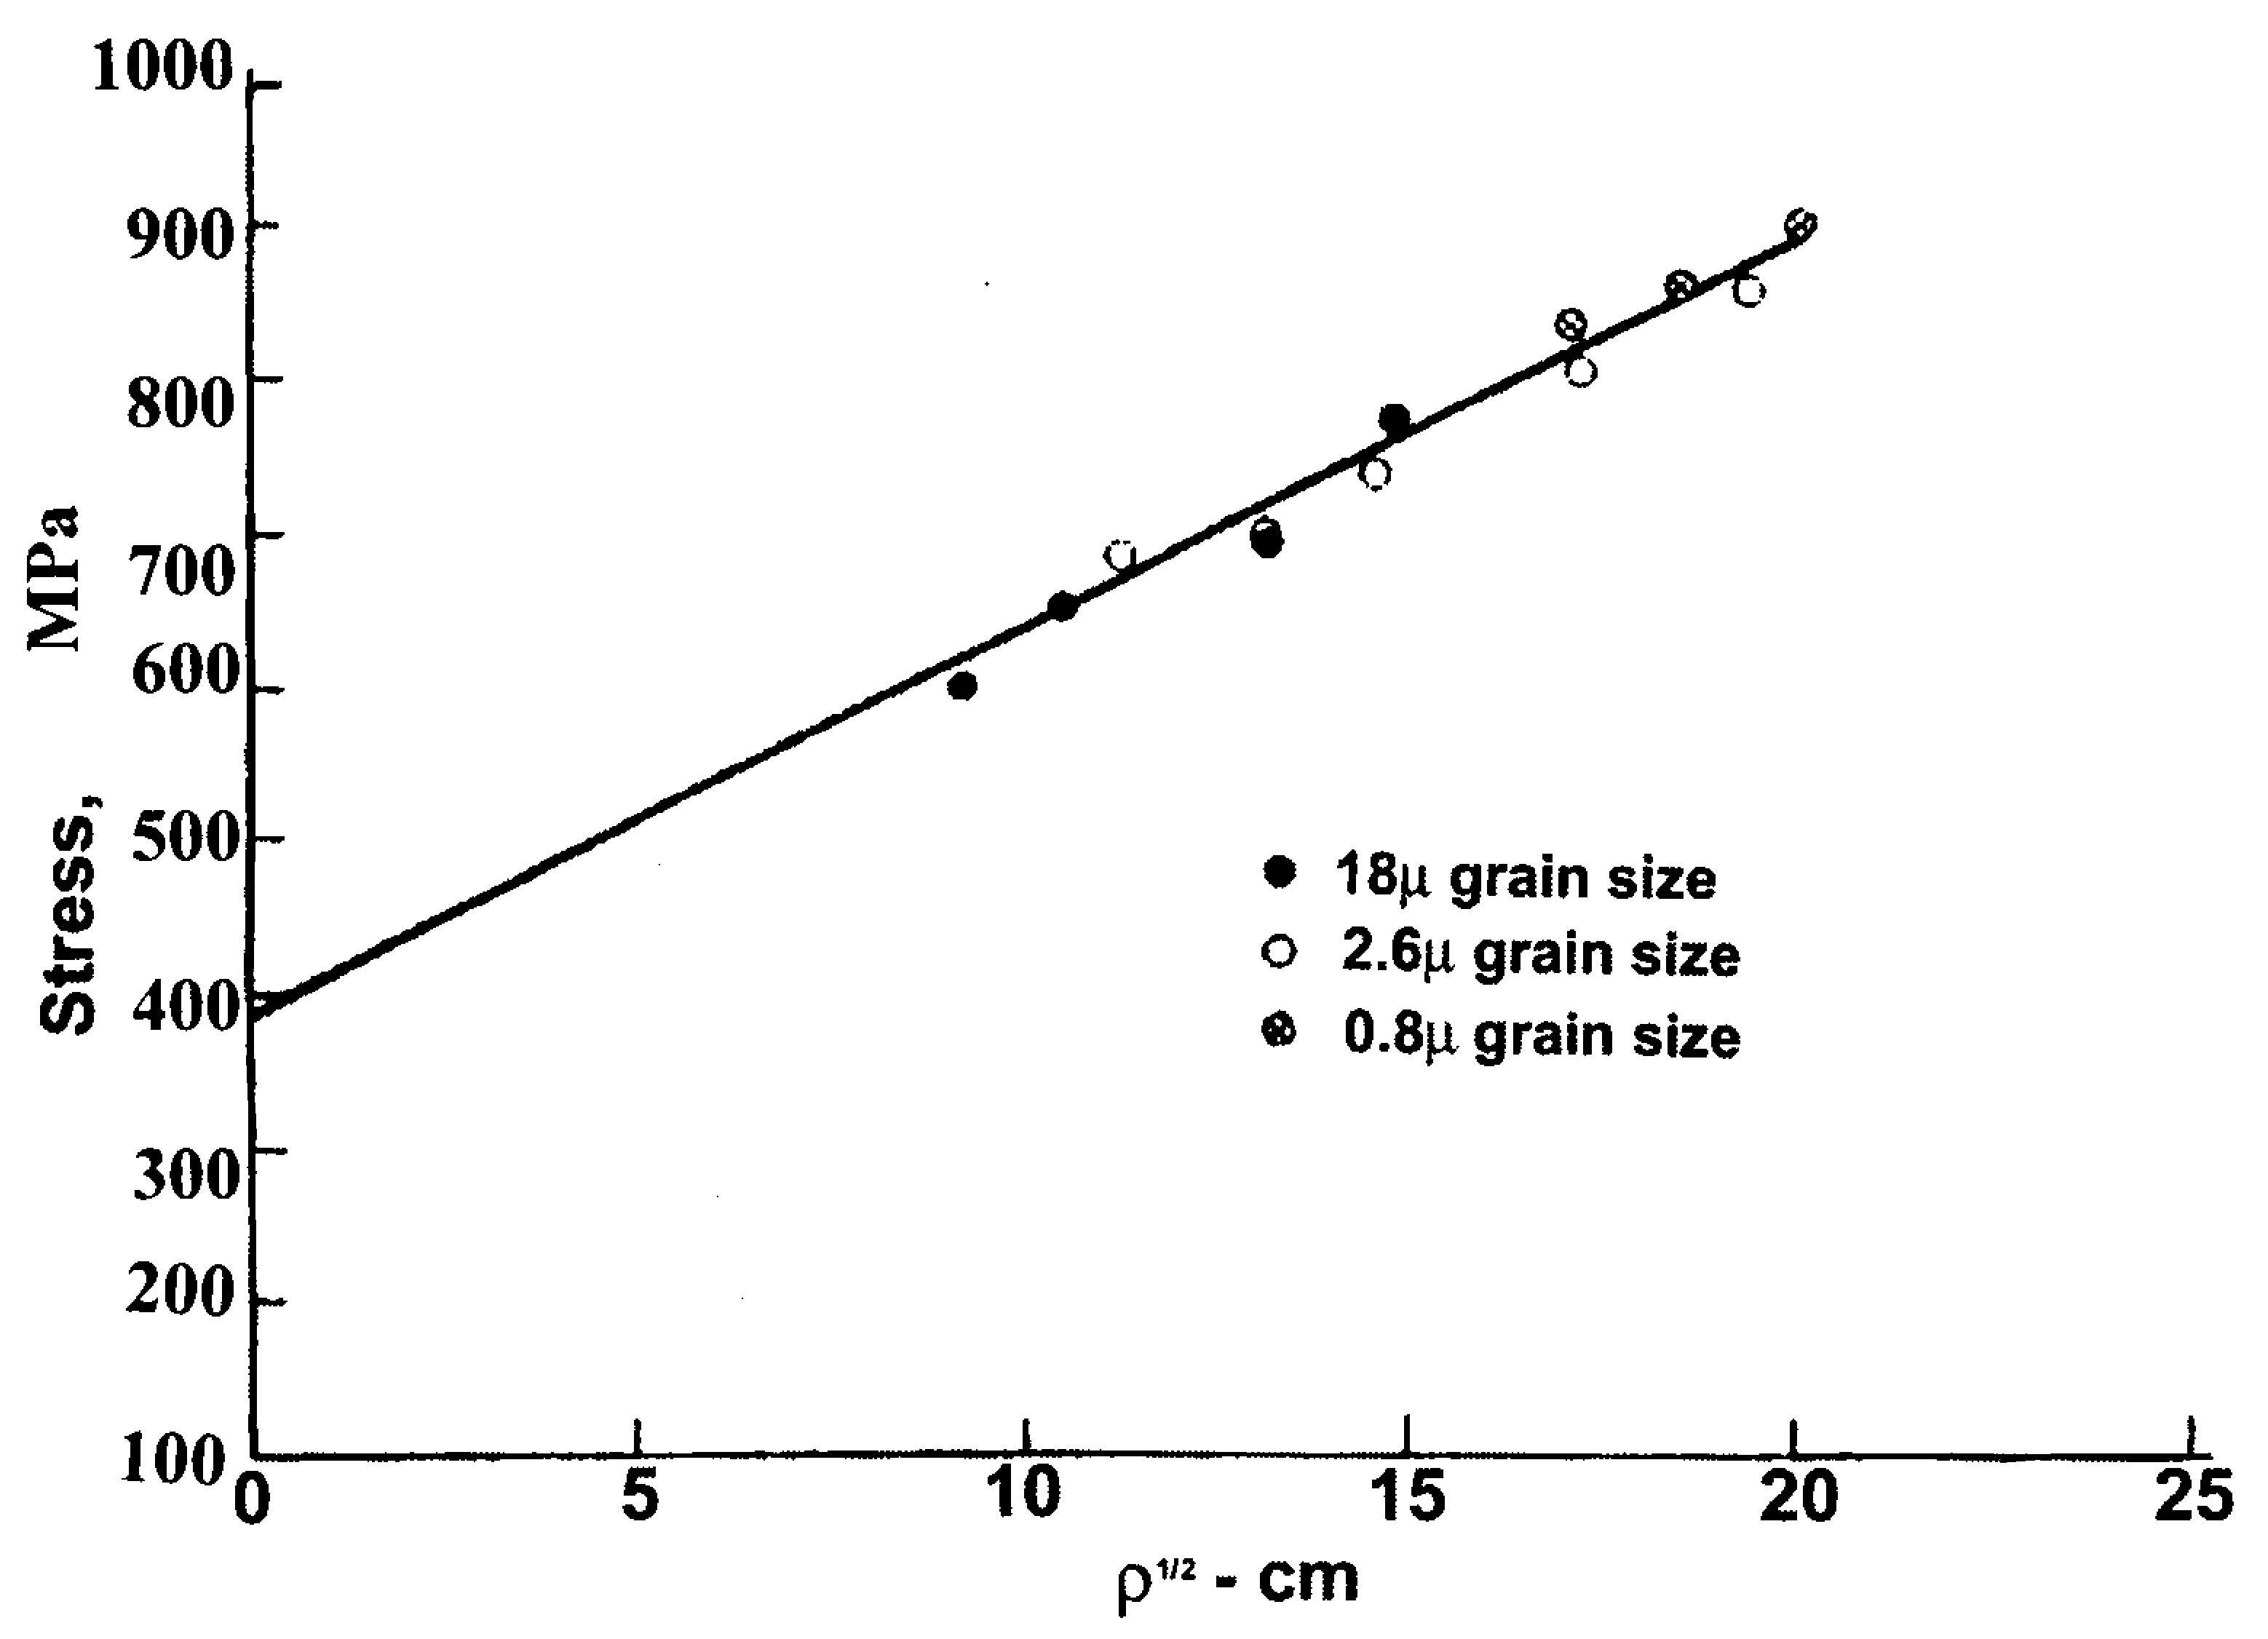 1000
900
800
700
600
500
400
300
200
100
Stress, MPa
18μ grain size
2.6μ grain size
0.8μ grain size
0 5 10 15 20 25
ρ1/2 - cm